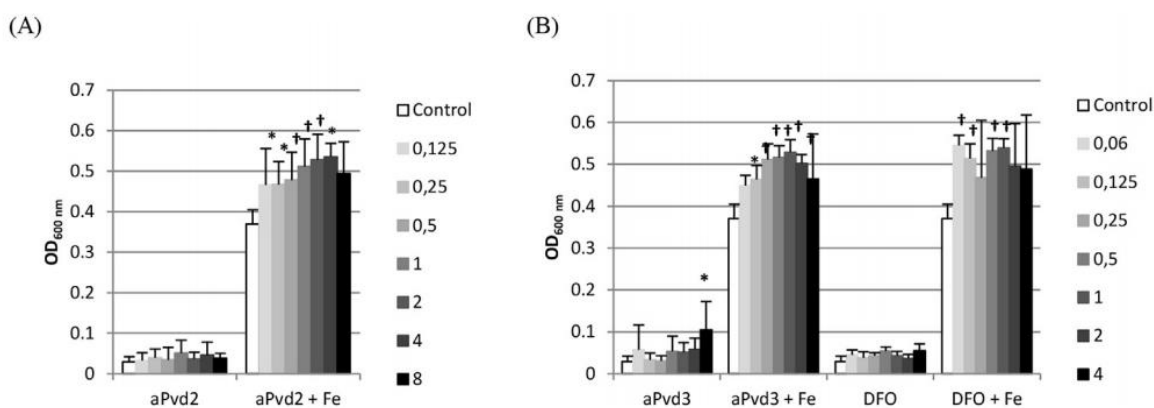 (A)
(B)
0.7
0.6
0.5
0.4
0.3
0.2
0.1
0
OD600 nm
* * † † † *
aPvd2
aPvd2 + Fe
Control
0,125
0,25
0,5
1
2
4
8
0.7
0.6
0.5
0.4
0.3
0.2
0.1
0
OD600 nm
*
* † † † † †
† † † †
aPvd3
aPvd3 + Fe
DFO
DFO + Fe
Control
0,06
0,125
0,25
0,5
1
2
4